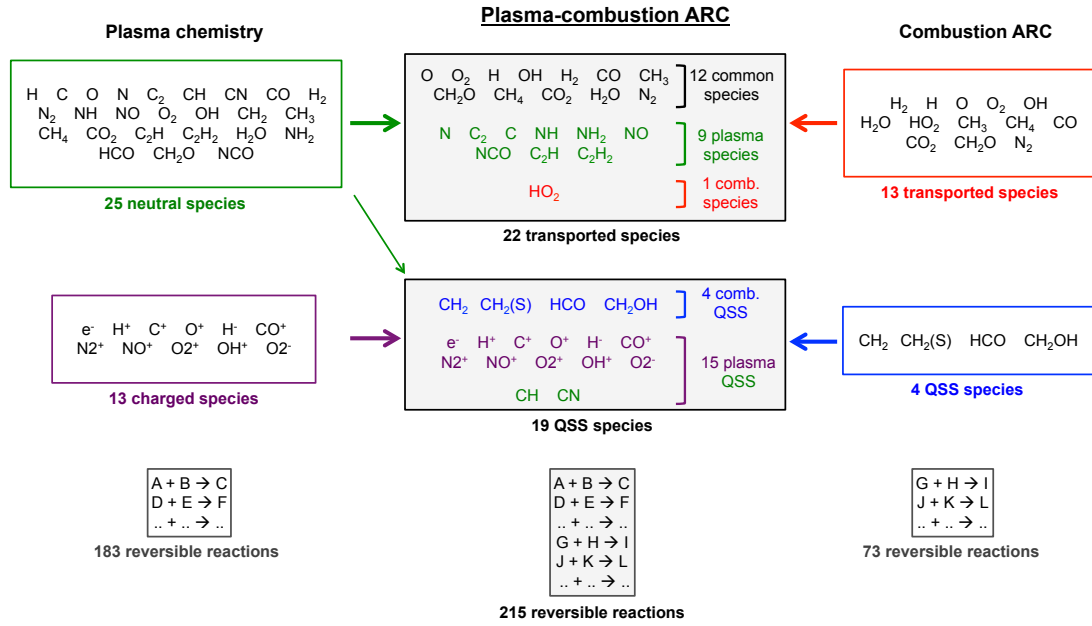 Plasma chemistry
H C O N C₂ CH CN CO H₂
N₂ NH NO O₂ OH CH₂ CH₃
CH₄ CO₂ C₂H C₂H₂ H₂O NH₂
HCO CH₂O NCO
25 neutral species
e⁻ H⁺ C⁺ O⁺ H⁻ CO⁺
N2⁺ NO⁺ O2⁺ OH⁺ O2⁻
13 charged species
A + B → C
D + E → F
.. + .. → ..
183 reversible reactions
Plasma-combustion ARC
O O₂ H OH H₂ CO CH₃
CH₂O CH₄ CO₂ H₂O N₂
12 common
species
N C₂ C NH NH₂ NO
NCO C₂H C₂H₂
9 plasma
species
HO₂
1 comb.
species
22 transported species
CH₂ CH₂(S) HCO CH₂OH
4 comb.
QSS
e⁻ H⁺ C⁺ O⁺ H⁻ CO⁺
N2⁺ NO⁺ O2⁺ OH⁺ O2⁻
CH CN
15 plasma
QSS
19 QSS species
A + B → C
D + E → F
.. + .. → ..
G + H → I
J + K → L
.. + .. → ..
215 reversible reactions
Combustion ARC
H₂ H O O₂ OH
H₂O HO₂ CH₃ CH₄ CO
CO₂ CH₂O N₂
13 transported species
CH₂ CH₂(S) HCO CH₂OH
4 QSS species
G + H → I
J + K → L
.. + .. → ..
73 reversible reactions